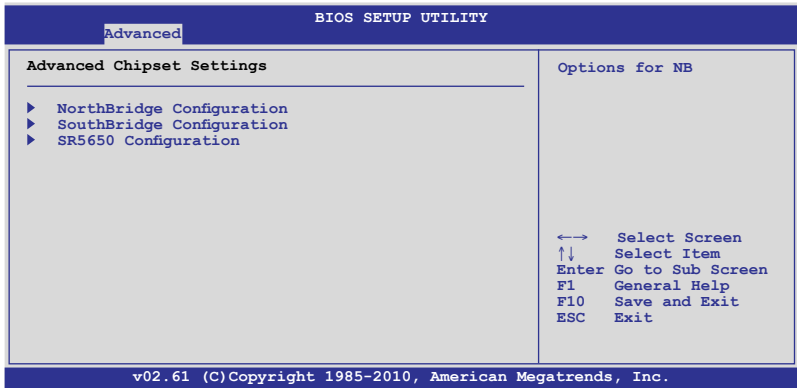 BIOS SETUP UTILITY
Advanced
Advanced Chipset Settings
NorthBridge Configuration
SouthBridge Configuration
SR5650 Configuration
Options for NB
←→ Select Screen
↑↓ Select Item
Enter Go to Sub Screen
F1 General Help
F10 Save and Exit
ESC Exit
v02.61 (C)Copyright 1985-2010, American Megatrends, Inc.